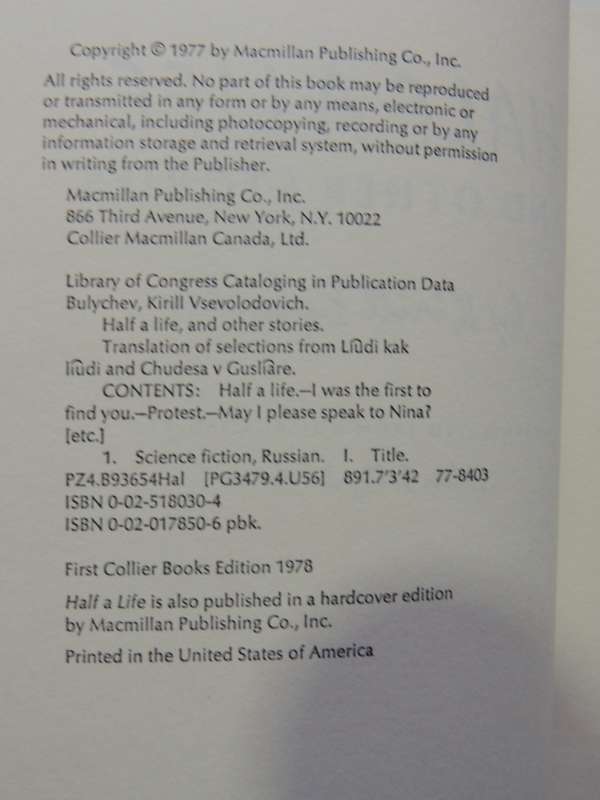 Copyright © 1977 by Macmillan Publishing Co., Inc.
All rights reserved. No part of this book may be reproduced
or transmitted in any form or by any means, electronic or
mechanical, including photocopying, recording or by any
information storage and retrieval system, without permission
in writing from the Publisher.
Macmillan Publishing Co., Inc.
866 Third Avenue, New York, N.Y. 10022
Collier Macmillan Canada, Ltd.
Library of Congress Cataloging in Publication Data
Bulychev, Kirill Vsevolodovich.
Half a life, and other stories.
Translation of selections from Li͡udi kak
li͡udi and Chudesa v Gusli͡are.
CONTENTS: Half a life.—I was the first to
find you.—Protest.—May I please speak to Nina?
[etc.]
1. Science fiction, Russian. I. Title.
PZ4.B93654Hal [PG3479.4.U56] 891.7'3'42 77-8403
ISBN 0-02-518030-4
ISBN 0-02-017850-6 pbk.
First Collier Books Edition 1978
Half a Life is also published in a hardcover edition
by Macmillan Publishing Co., Inc.
Printed in the United States of America